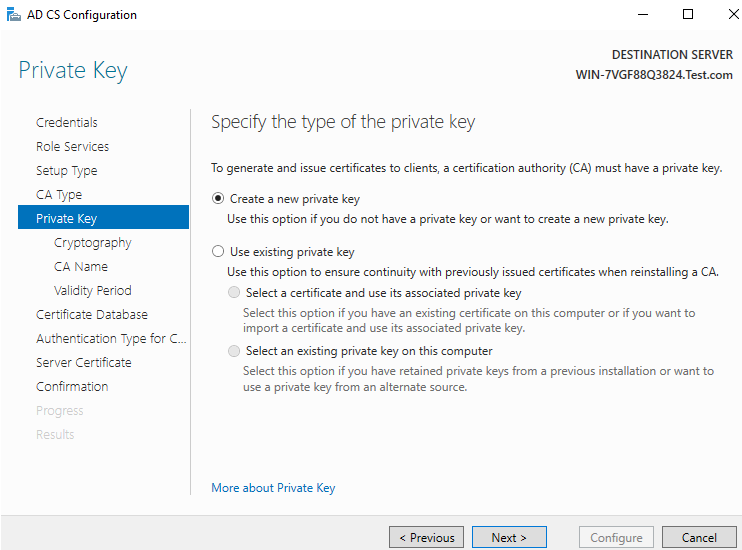 AD CS Configuration
Private Key
DESTINATION SERVER
WIN-7VGF88Q3824.Test.com
Credentials
Role Services
Setup Type
CA Type
Private Key
Cryptography
CA Name
Validity Period
Certificate Database
Authentication Type for C...
Server Certificate
Confirmation
Progress
Results
Specify the type of the private key
To generate and issue certificates to clients, a certification authority (CA) must have a private key.
Create a new private key
Use this option if you do not have a private key or want to create a new private key.
Use existing private key
Use this option to ensure continuity with previously issued certificates when reinstalling a CA.
Select a certificate and use its associated private key
Select this option if you have an existing certificate on this computer or if you want to
import a certificate and use its associated private key.
Select an existing private key on this computer
Select this option if you have retained private keys from a previous installation or want to
use a private key from an alternate source.
More about Private Key
< Previous
Next >
Configure
Cancel